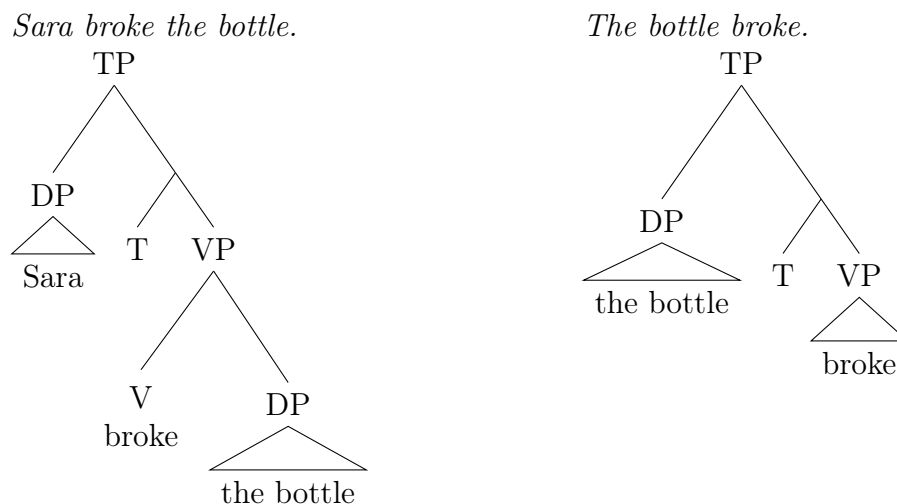 Sara broke the bottle.
TP
DP
Sara
T
VP
V
broke
DP
the bottle
The bottle broke.
TP
DP
the bottle
T
VP
broke